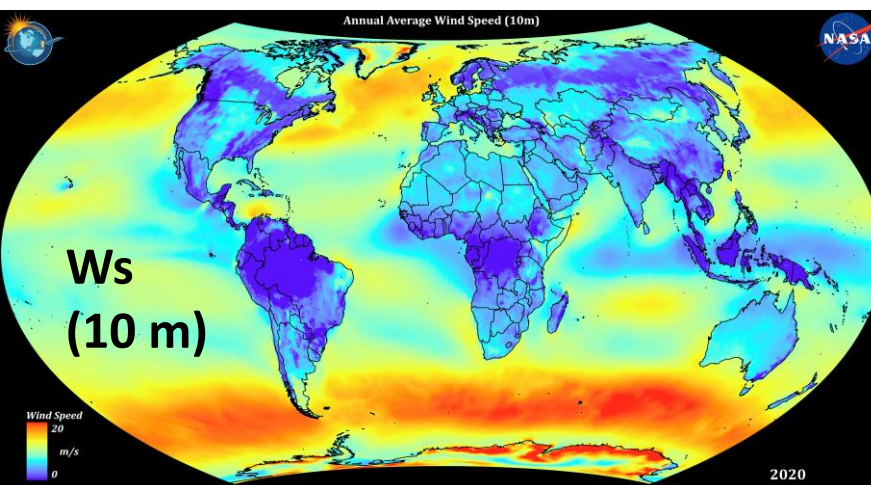 Annual Average Wind Speed (10m)
NASA
Ws
(10 m)
Wind Speed
20
m/s
0
2020